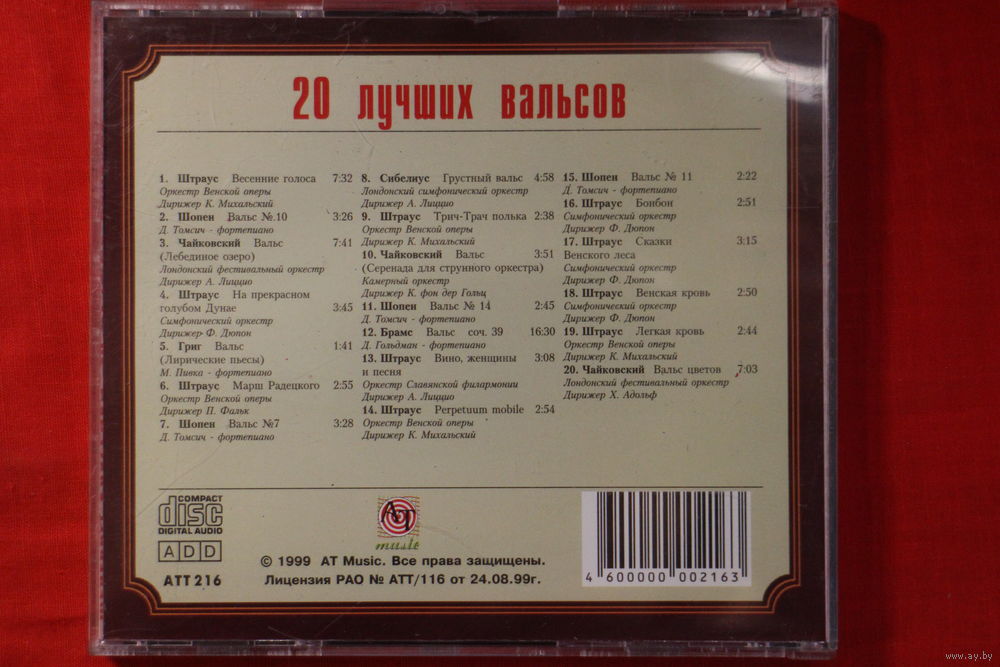 20 лучших вальсов
1. Штраус Весенние голоса 7:32
Оркестр Венской оперы
Дирижер К. Михальский
2. Шопен Вальс №.10 3:26
Д. Томсич - фортепиано
3. Чайковский Вальс 7:41
(Лебединое озеро)
Лондонский фестивальный оркестр
Дирижер А. Лиццио
4. Штраус На прекрасном
голубом Дунае 3:45
Симфонический оркестр
Дирижер Ф. Дюпон
5. Григ Вальс 1:41
(Лирические пьесы)
М. Пивка - фортепиано
6. Штраус Марш Радецкого 2:55
Оркестр Венской оперы
Дирижер П. Фальк
7. Шопен Вальс №7 3:28
Д. Томсич - фортепиано
8. Сибелиус Грустный вальс 4:58
Лондонский симфонический оркестр
Дирижер А. Лиццио
9. Штраус Трич-Трач полька 2:38
Оркестр Венской оперы
Дирижер К. Михальский
10. Чайковский Вальс 3:51
(Серенада для струнного оркестра)
Камерный оркестр
Дирижер К. фон дер Гольц
11. Шопен Вальс № 14 2:45
Д. Томсич - фортепиано
12. Брамс Вальс соч. 39 16:30
Д. Гольдман - фортепиано
13. Штраус Вино, женщины 3:08
и песня
Оркестр Славянской филармонии
Дирижер А. Лиццио
14. Штраус Perpetuum mobile 2:54
Оркестр Венской оперы
Дирижер К. Михальский
15. Шопен Вальс № 11 2:22
Д. Томсич - фортепиано
16. Штраус Бонбон 2:51
Симфонический оркестр
Дирижер Ф. Дюпон
17. Штраус Сказки 3:15
Венского леса
Симфонический оркестр
Дирижер Ф. Дюпон
18. Штраус Венская кровь 2:50
Симфонический оркестр
Дирижер Ф. Дюпон
19. Штраус Легкая кровь 2:44
Оркестр Венской оперы
Дирижер К. Михальский
20. Чайковский Вальс цветов 7:03
Лондонский фестивальный оркестр
Дирижер Х. Адольф
COMPACT
disc
DIGITAL AUDIO
ADD
ATT 216
AT
music
© 1999 AT Music. Все права защищены.
Лицензия РАО № АТТ/116 от 24.08.99г.
4 600000 002163
www.ay.by